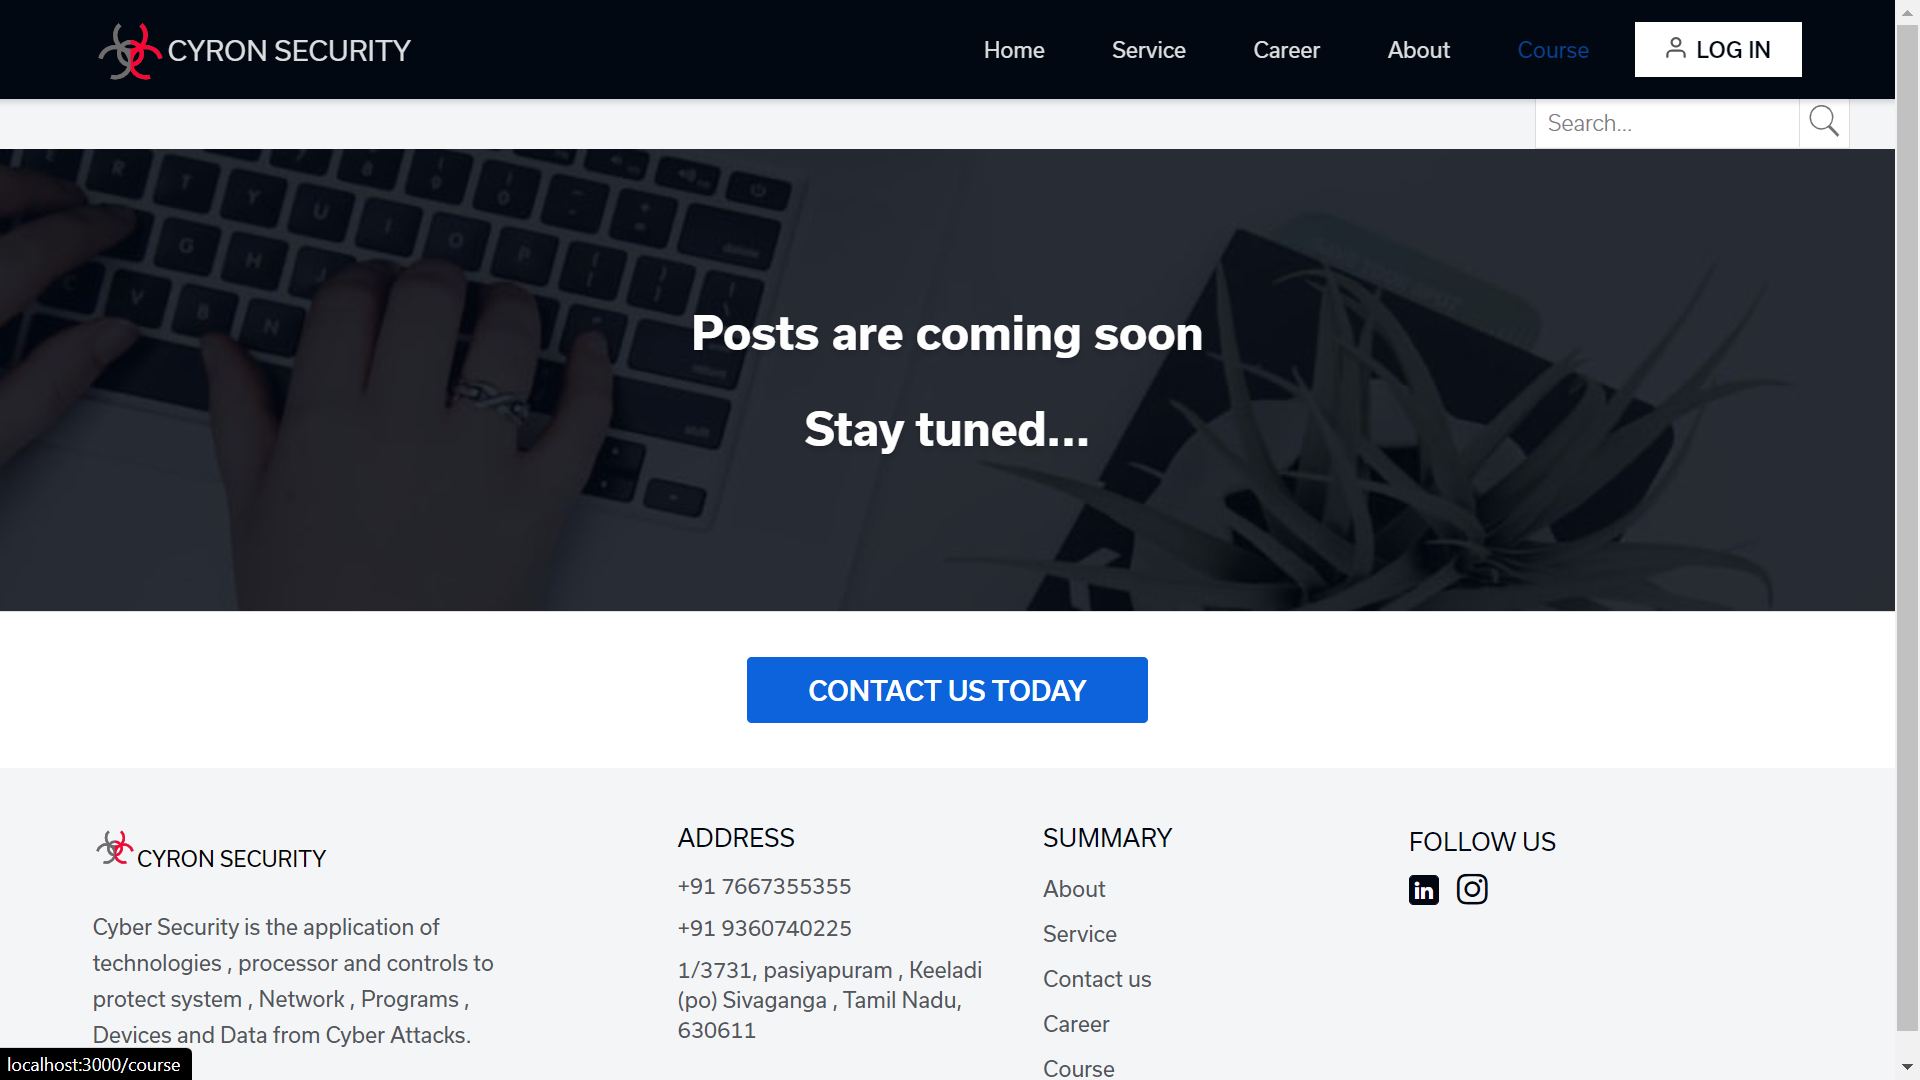 CYRON SECURITY
Home Service Career About Course LOG IN
Search...
Posts are coming soon
Stay tuned...
CONTACT US TODAY
CYRON SECURITY
Cyber Security is the application of
technologies , processor and controls to
protect system , Network , Programs ,
Devices and Data from Cyber Attacks.
ADDRESS
+91 7667355355
+91 9360740225
1/3731, pasiyapuram , Keeladi
(po) Sivaganga , Tamil Nadu,
630611
SUMMARY
About
Service
Contact us
Career
Course
FOLLOW US
in
localhost:3000/course